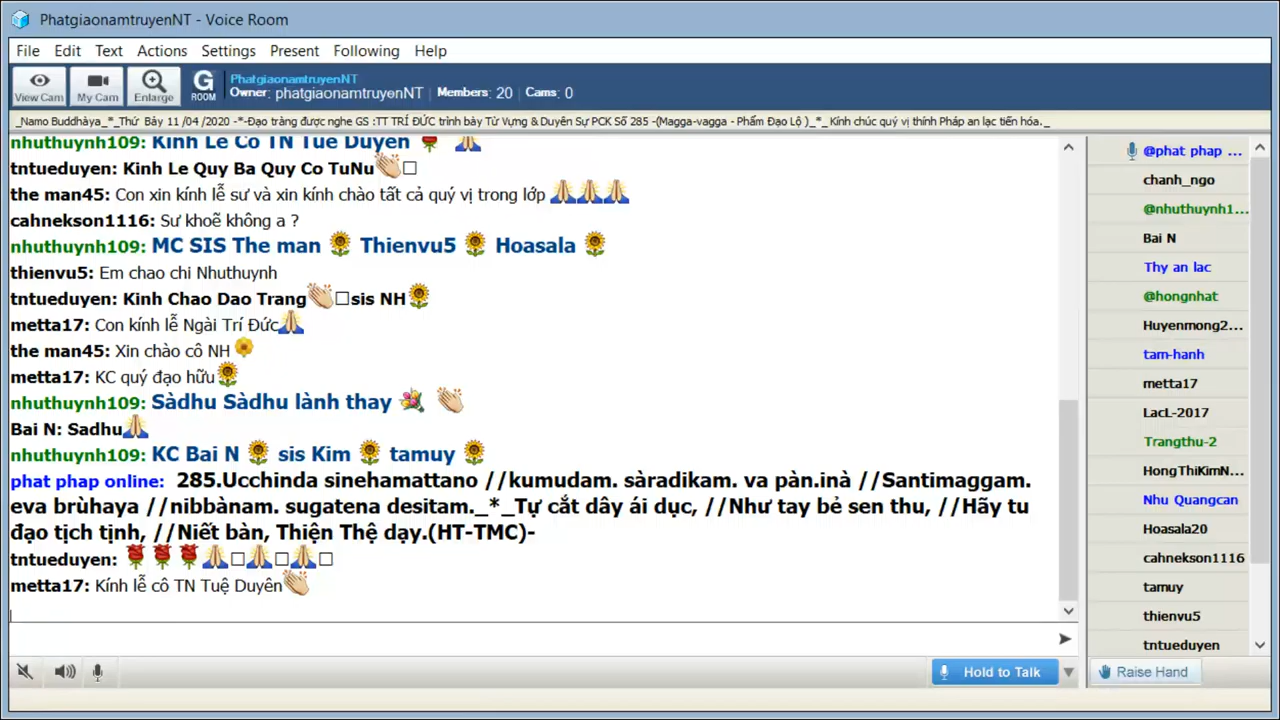 PhatgiaonamtruyenNT - Voice Room
File Edit Text Actions Settings Present Following Help
View Cam My Cam Enlarge G ROOM
PhatgiaonamtruyenNT
Owner: phatgiaonamtruyenNT Members: 20 Cams: 0
_Namo Buddhàya_*_Thứ Bảy 11 /04 /2020 -*-Đạo tràng được nghe GS :TT TRÍ ĐỨC trình bày Từ Vựng & Duyên Sự PCK Số 285 -(Magga-vagga - Phẩm Đạo Lộ )_*_ Kính chúc quý vị thính Pháp an lạc tiến hóa._
nhuthuynh109: Kinh Le Co TN Tue Duyen
tntueduyen: Kinh Le Quy Ba Quy Co TuNu
the man45: Con xin kính lễ sư và xin kính chào tất cả quý vị trong lớp
cahnekson1116: Sư khoẽ không a ?
nhuthuynh109: MC SIS The man Thienvu5 Hoasala
thienvu5: Em chao chi Nhuthuynh
tntueduyen: Kinh Chao Dao Trang sis NH
metta17: Con kính lễ Ngài Trí Đức
the man45: Xin chào cô NH
metta17: KC quý đạo hữu
nhuthuynh109: Sàdhu Sàdhu lành thay
Bai N: Sadhu
nhuthuynh109: KC Bai N sis Kim tamuy
phat phap online: 285.Ucchinda sinehamattano //kumudam. sàradikam. va pàn.inà //Santimaggam.
eva brùhaya //nibbànam. sugatena desitam._*_Tự cắt dây ái dục, //Như tay bẻ sen thu, //Hãy tu
đạo tịch tịnh, //Niết bàn, Thiện Thệ dạy.(HT-TMC)-
tntueduyen:
metta17: Kính lễ cô TN Tuệ Duyên
@phat phap ...
chanh_ngo
@nhuthuynh1...
Bai N
Thy an lac
@hongnhat
Huyenmong2...
tam-hanh
metta17
LacL-2017
Trangthu-2
HongThiKimN...
Nhu Quangcan
Hoasala20
cahnekson1116
tamuy
thienvu5
tntueduyen
Hold to Talk
Raise Hand